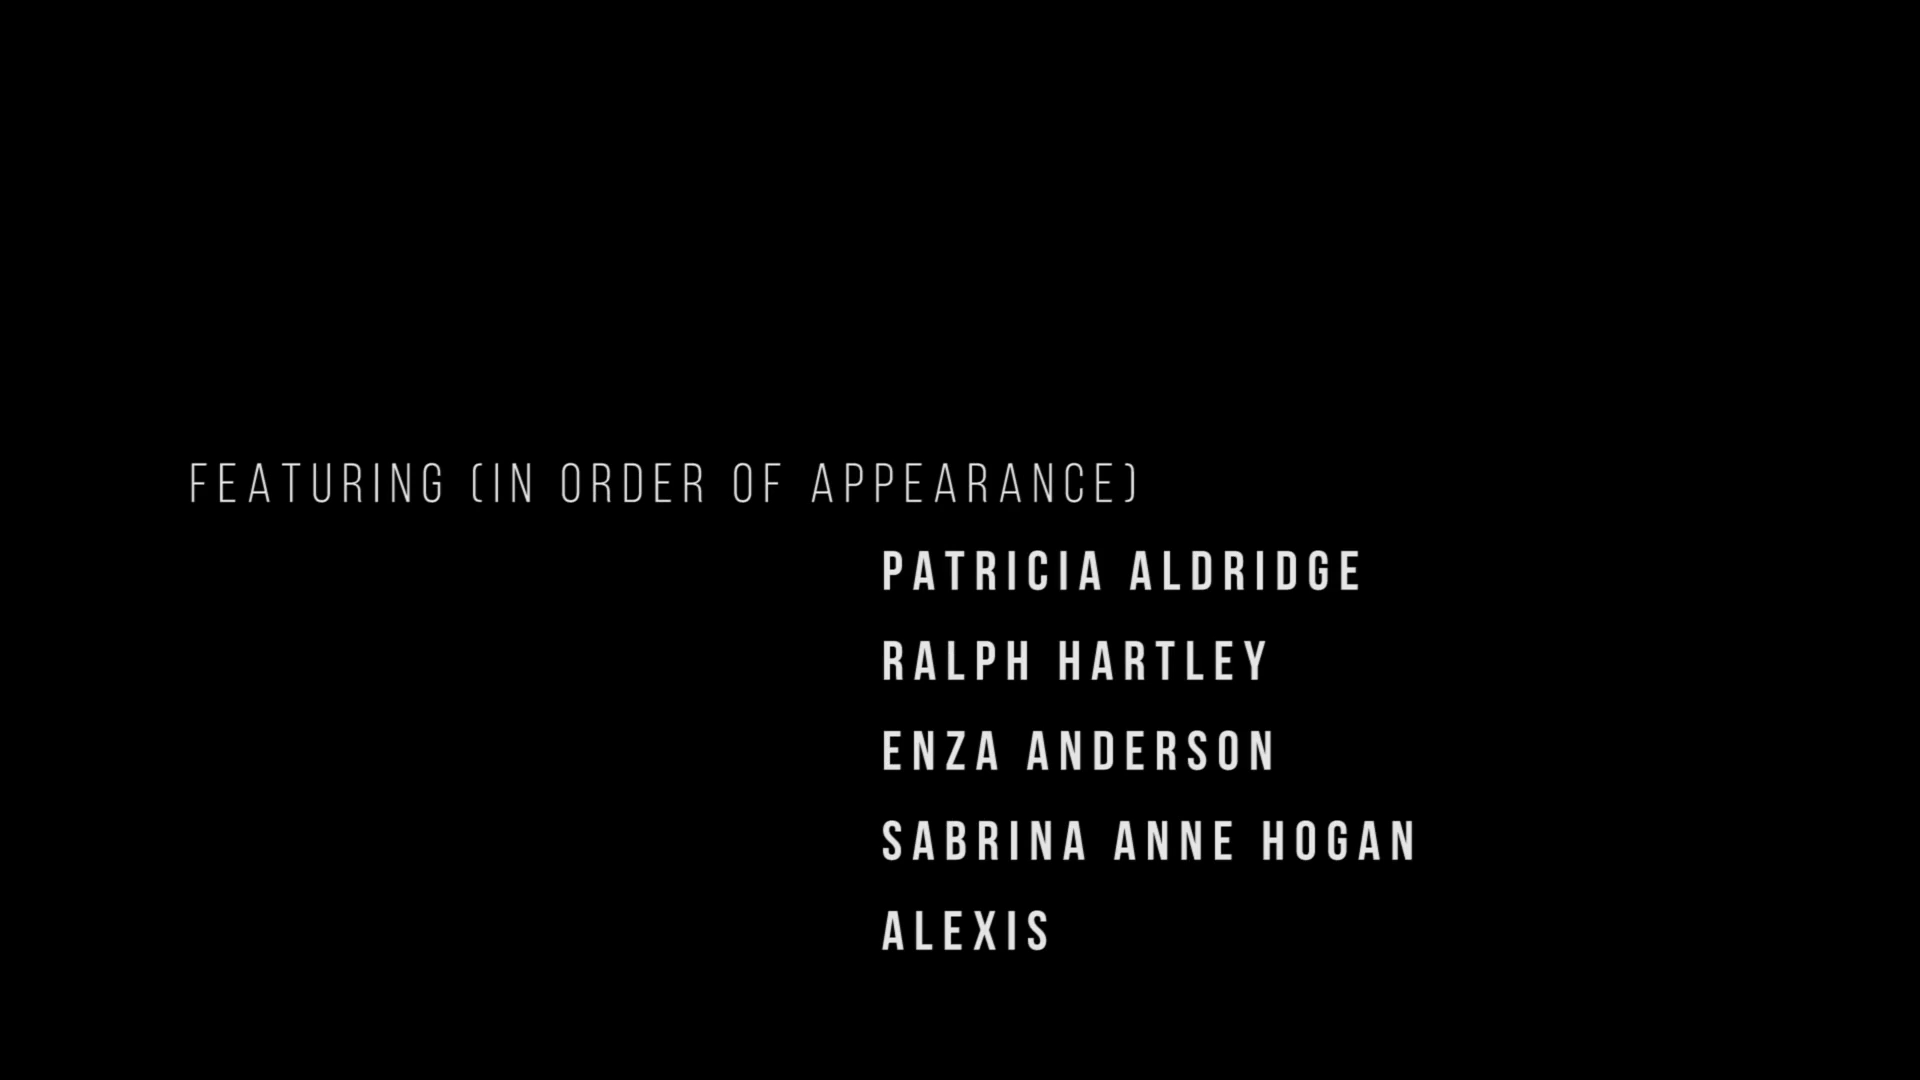 FEATURING (IN ORDER OF APPEARANCE)
PATRICIA ALDRIDGE
RALPH HARTLEY
ENZA ANDERSON
SABRINA ANNE HOGAN
ALEXIS